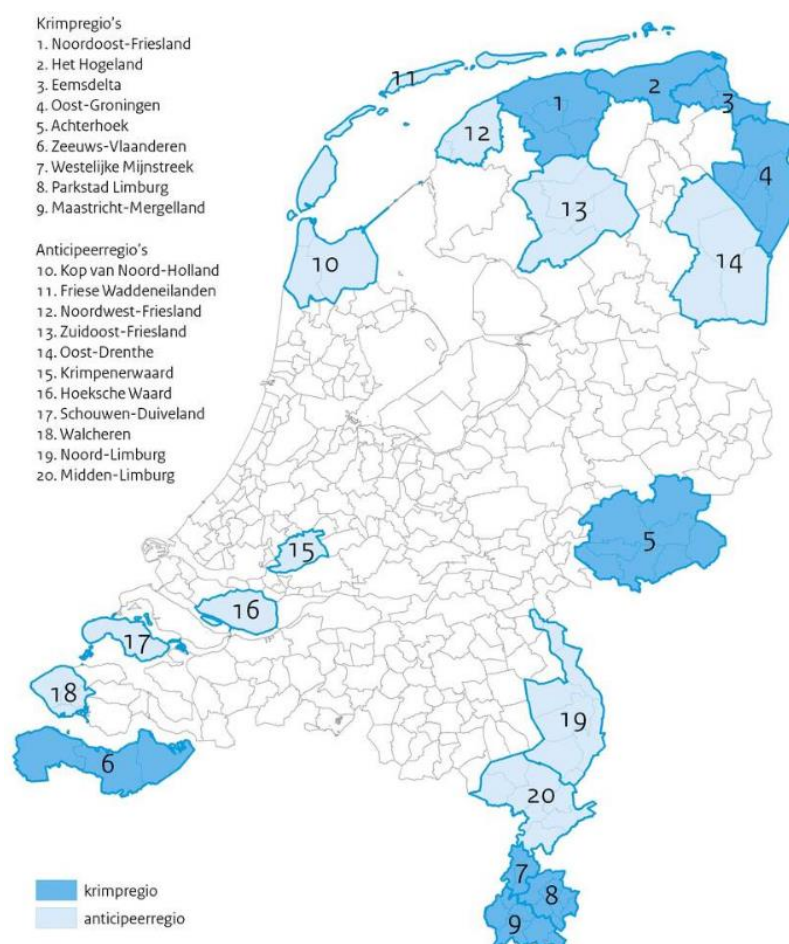 Krimpregio's
1. Noordoost-Friesland
2. Het Hogeland
3. Eemsdelta
4. Oost-Groningen
5. Achterhoek
6. Zeeuws-Vlaanderen
7. Westelijke Mijnstreek
8. Parkstad Limburg
9. Maastricht-Mergelland
Anticipeerregio's
10. Kop van Noord-Holland
11. Friese Waddeneilanden
12. Noordwest-Friesland
13. Zuidoost-Friesland
14. Oost-Drenthe
15. Krimpenerwaard
16. Hoeksche Waard
17. Schouwen-Duiveland
18. Walcheren
19. Noord-Limburg
20. Midden-Limburg
11
2
1
3
12
4
13
14
10
5
15
16
17
18
19
6
20
7
8
9
krimpregio
anticipeerregio